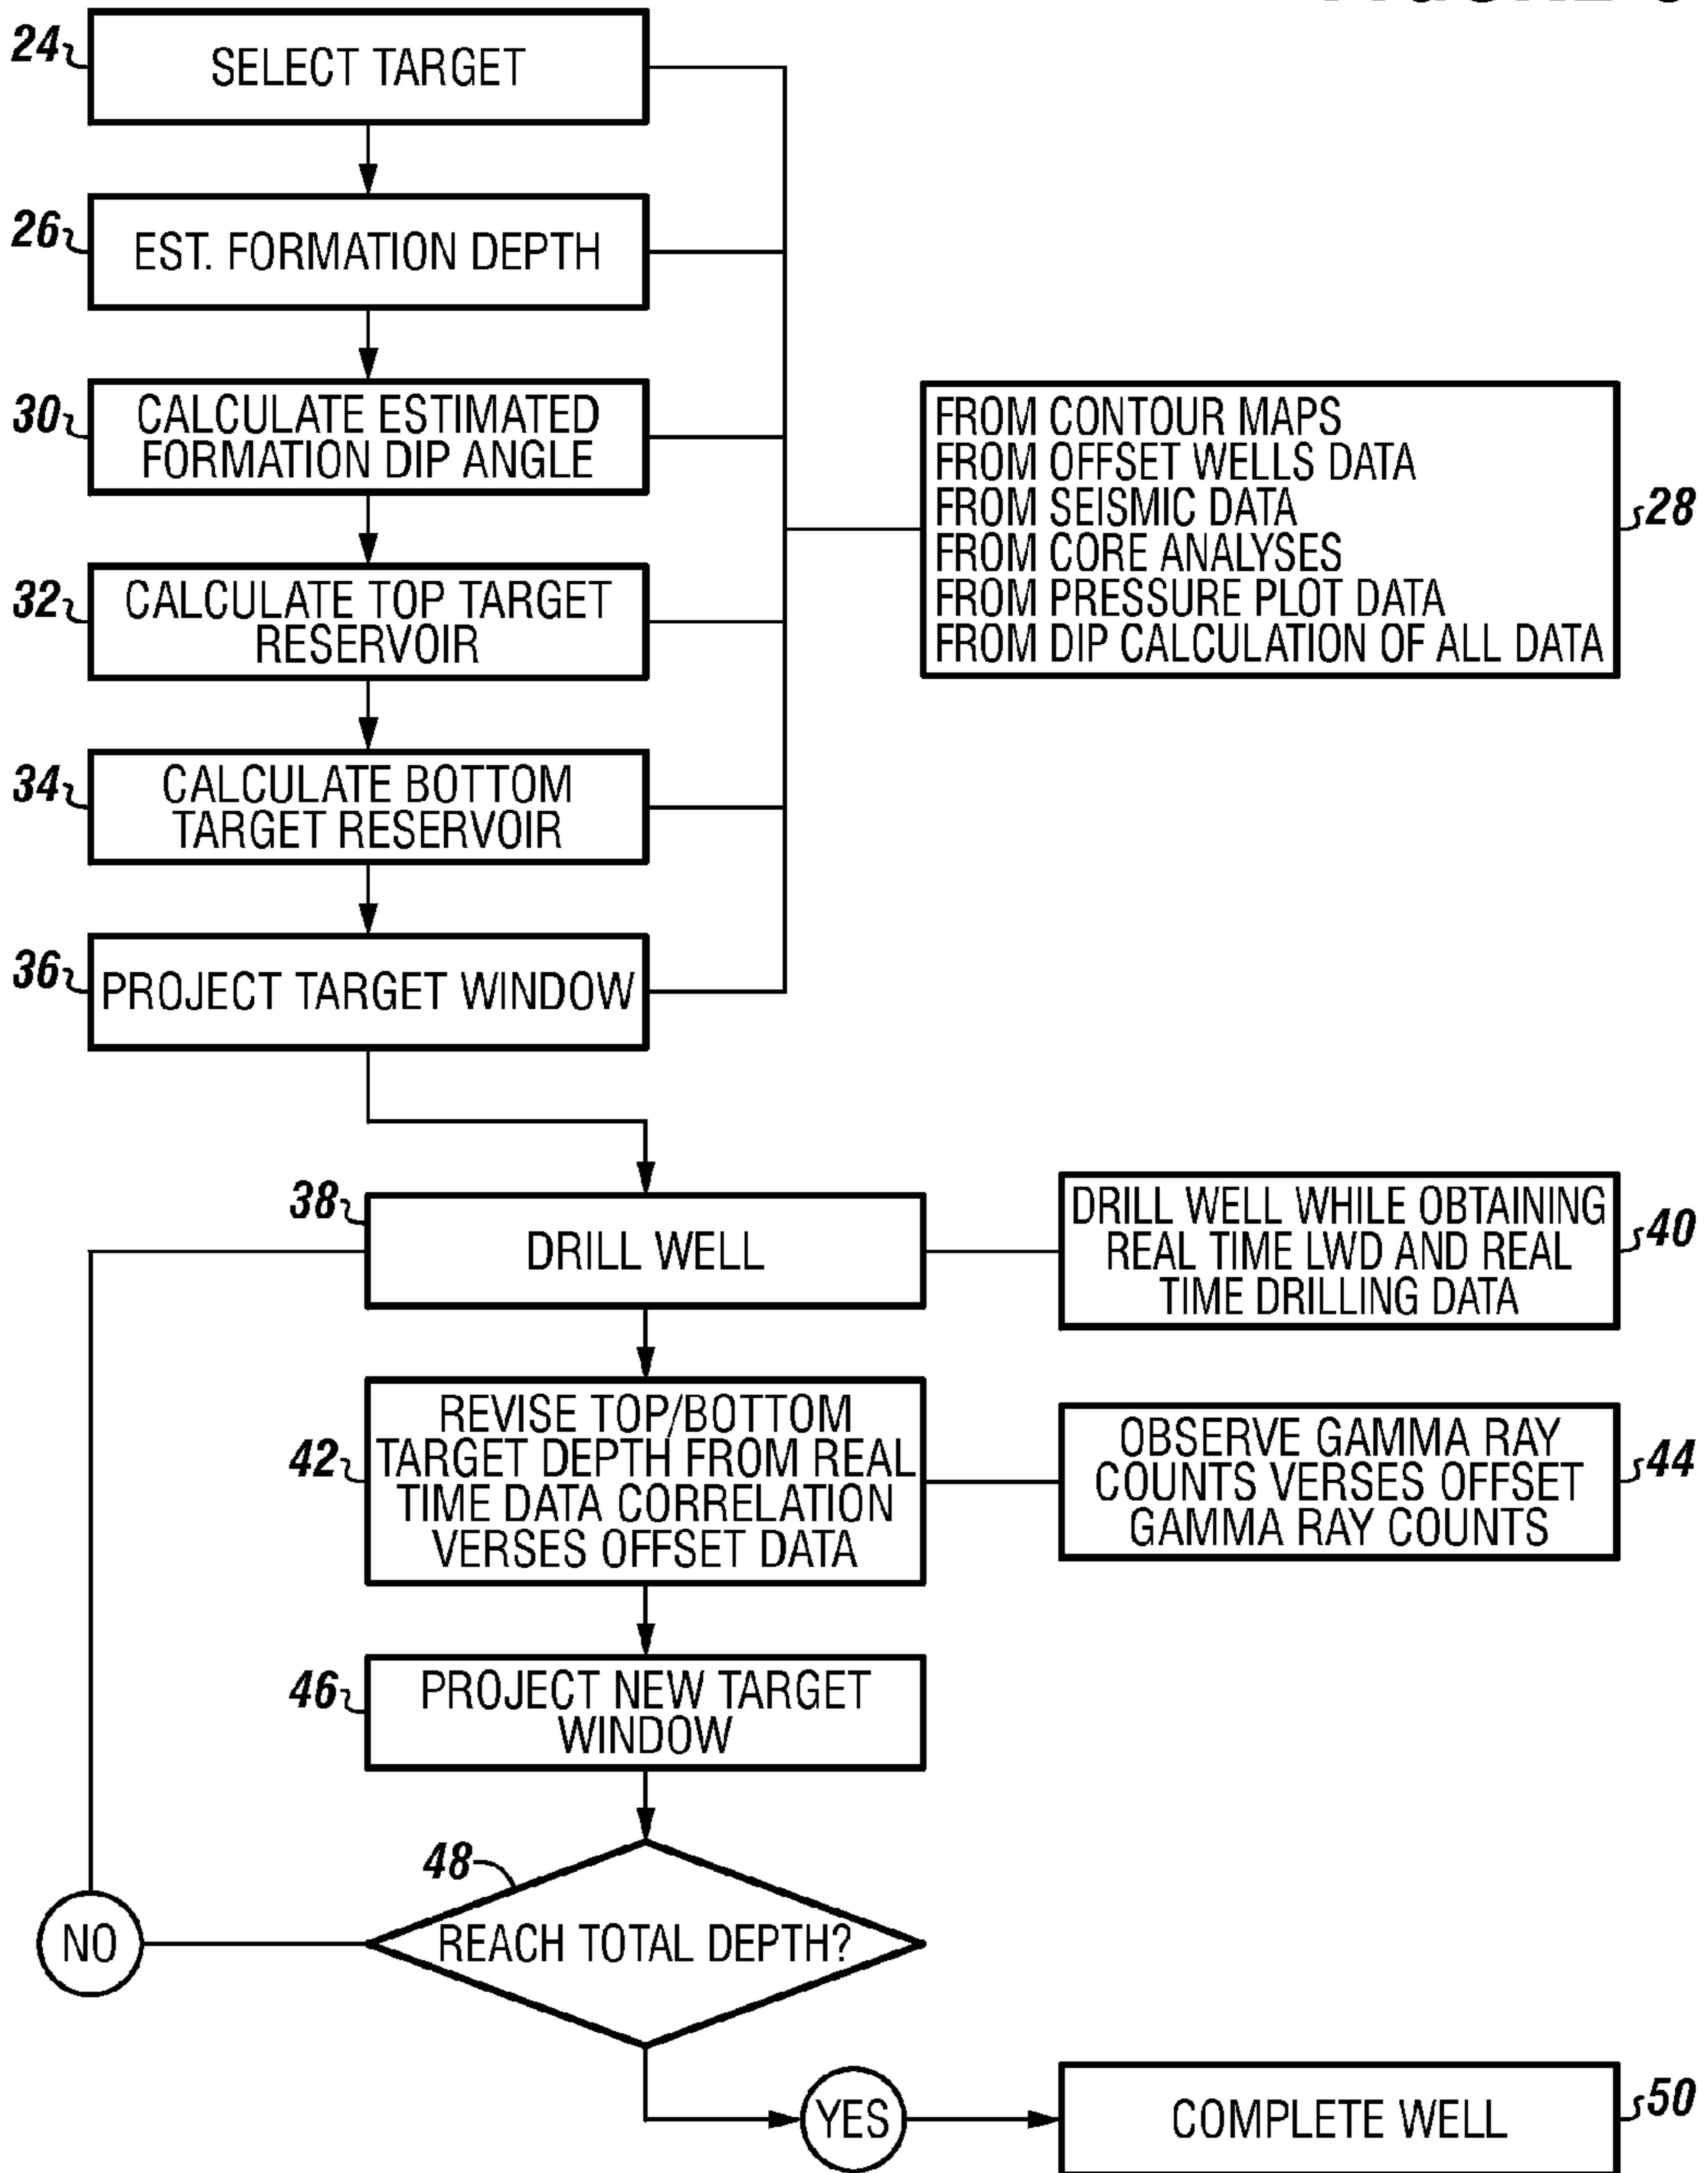 24
SELECT TARGET
26
EST. FORMATION DEPTH
30
CALCULATE ESTIMATED
FORMATION DIP ANGLE
FROM CONTOUR MAPS
FROM OFFSET WELLS DATA
FROM SEISMIC DATA
FROM CORE ANALYSES
FROM PRESSURE PLOT DATA
FROM DIP CALCULATION OF ALL DATA
28
32
CALCULATE TOP TARGET
RESERVOIR
34
CALCULATE BOTTOM
TARGET RESERVOIR
36
PROJECT TARGET WINDOW
38
DRILL WELL
DRILL WELL WHILE OBTAINING
REAL TIME LWD AND REAL
TIME DRILLING DATA
40
42
REVISE TOP/BOTTOM
TARGET DEPTH FROM REAL
TIME DATA CORRELATION
VERSES OFFSET DATA
OBSERVE GAMMA RAY
COUNTS VERSES OFFSET
GAMMA RAY COUNTS
44
46
PROJECT NEW TARGET
WINDOW
48
REACH TOTAL DEPTH?
NO
YES
COMPLETE WELL
50